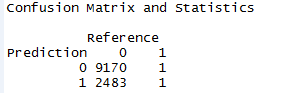 Confusion Matrix and Statistics
Reference
Prediction 0 1
0 9170 1
1 2483 1